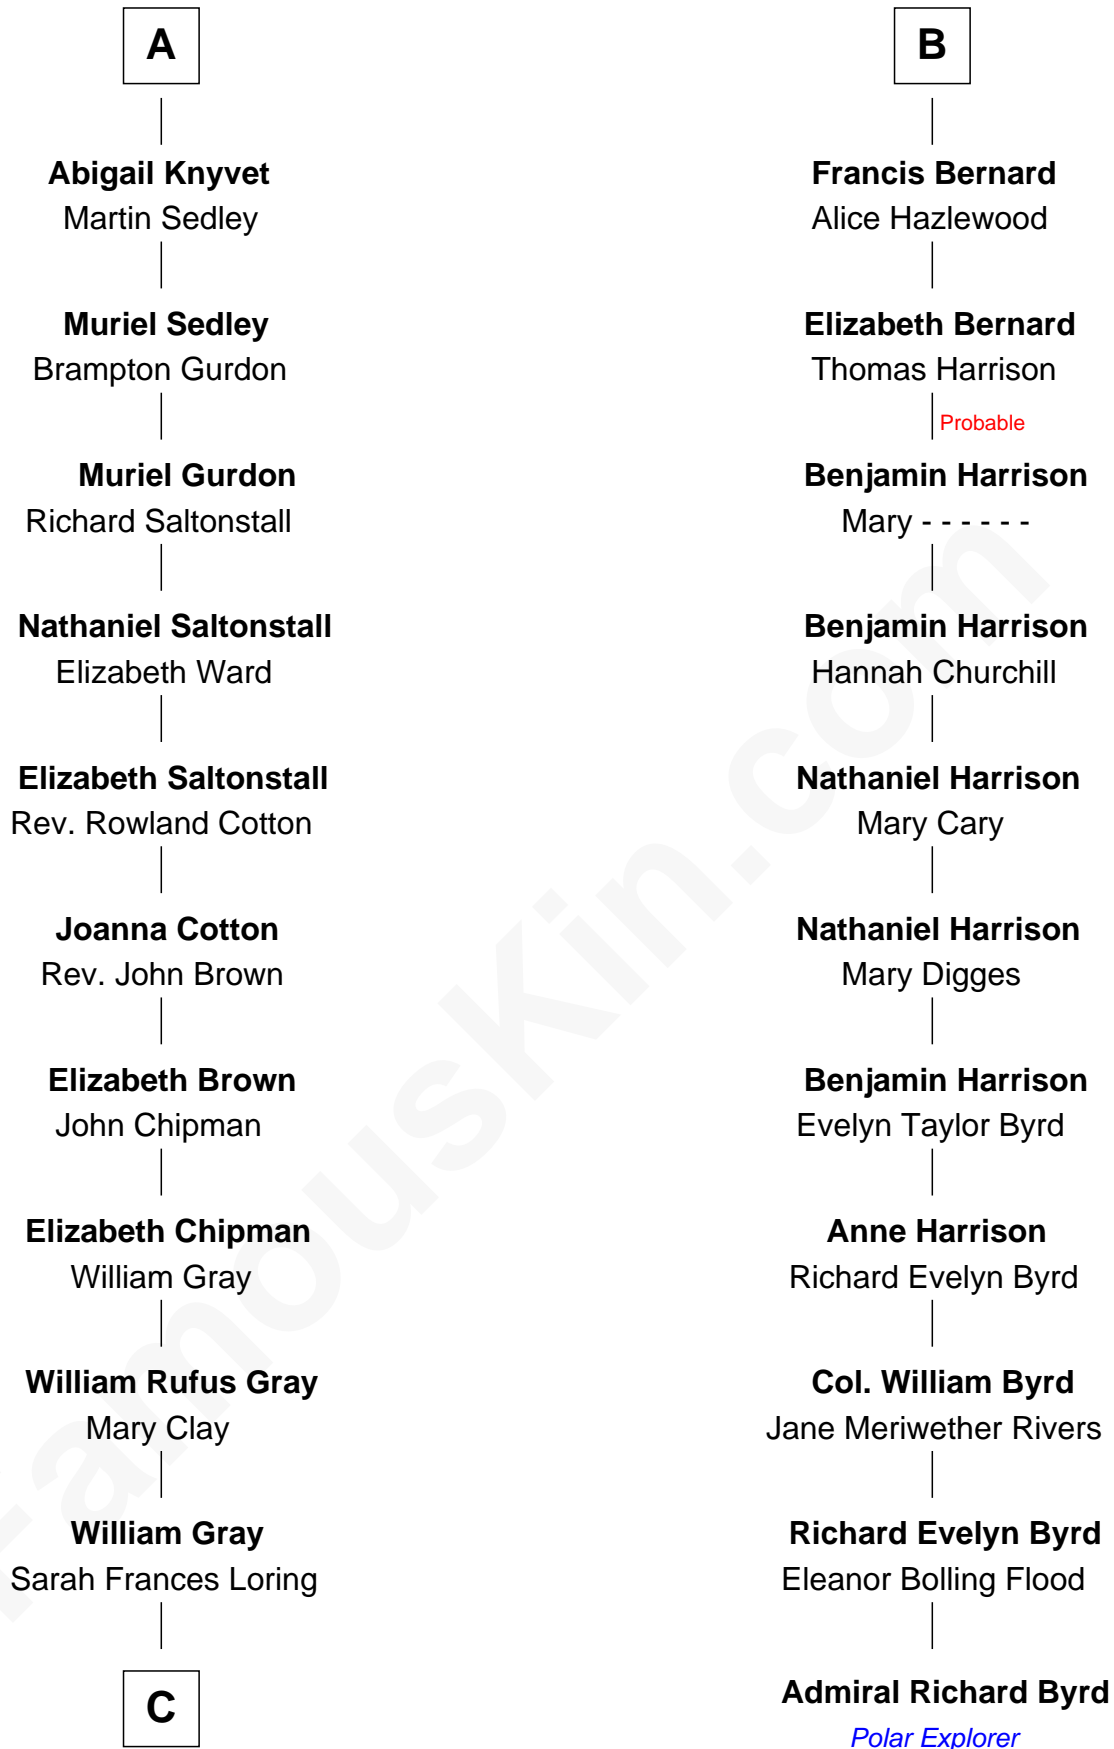 A
Abigail Knyvet
Martin Sedley
Muriel Sedley
Brampton Gurdon
Muriel Gurdon
Richard Saltonstall
Nathaniel Saltonstall
Elizabeth Ward
Elizabeth Saltonstall
Rev. Rowland Cotton
Joanna Cotton
Rev. John Brown
Elizabeth Brown
John Chipman
Elizabeth Chipman
William Gray
William Rufus Gray
Mary Clay
William Gray
Sarah Frances Loring
C
B
Francis Bernard
Alice Hazlewood
Elizabeth Bernard
Thomas Harrison
Probable
Benjamin Harrison
Mary - - - - - -
Benjamin Harrison
Hannah Churchill
Nathaniel Harrison
Mary Cary
Nathaniel Harrison
Mary Digges
Benjamin Harrison
Evelyn Taylor Byrd
Anne Harrison
Richard Evelyn Byrd
Col. William Byrd
Jane Meriwether Rivers
Richard Evelyn Byrd
Eleanor Bolling Flood
Admiral Richard Byrd
Polar Explorer
FamousKin.com